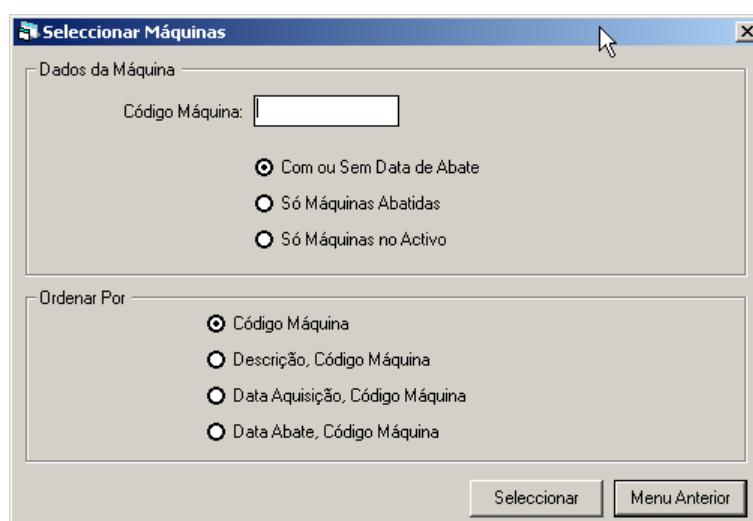 Seleccionar Máquinas
Dados da Máquina
Código Máquina:
Com ou Sem Data de Abate
Só Máquinas Abatidas
Só Máquinas no Activo
Ordenar Por
Código Máquina
Descrição, Código Máquina
Data Aquisição, Código Máquina
Data Abate, Código Máquina
Seleccionar Menu Anterior